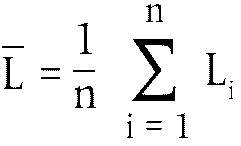 L̅ = 1/n n∑i = 1 Lᵢ